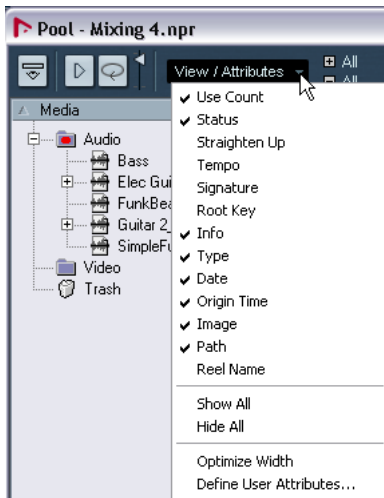 Pool - Mixing 4.npr
View / Attributes
All
All
Media
Audio
Bass
Elec Gui
FunkBea
Guitar 2_
SimpleFu
Video
Trash
Use Count
Status
Straighten Up
Tempo
Signature
Root Key
Info
Type
Date
Origin Time
Image
Path
Reel Name
Show All
Hide All
Optimize Width
Define User Attributes...